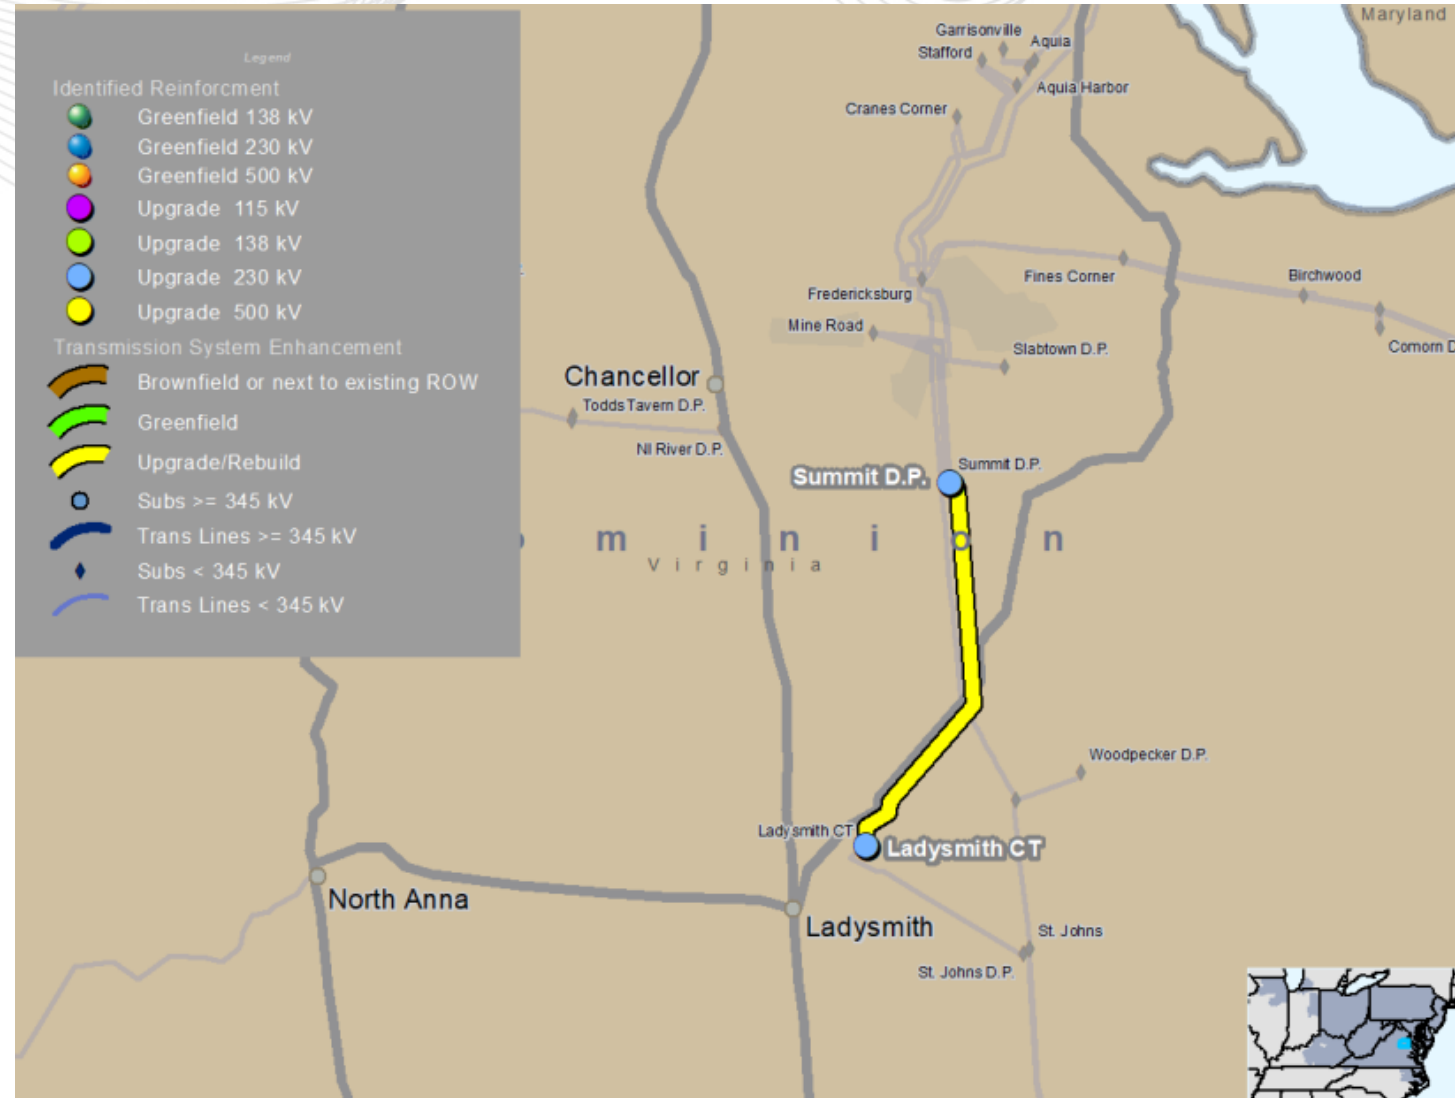 Legend
Identified Reinforcment
Greenfield 138 kV
Greenfield 230 kV
Greenfield 500 kV
Upgrade 115 kV
Upgrade 138 kV
Upgrade 230 kV
Upgrade 500 kV
Transmission System Enhancement
Brownfield or next to existing ROW
Greenfield
Upgrade/Rebuild
Subs >= 345 kV
Trans Lines >= 345 kV
Subs < 345 kV
Trans Lines < 345 kV
Maryland
Garrisonville
Stafford
Aquia
Aquia Harbor
Cranes Corner
Fines Corner
Birchwood
Fredericksburg
Mine Road
Slabtown D.P.
Comorn D
Chancellor
Todds Tavern D.P.
NI River D.P.
Summit D.P.
Summit D.P.
o m i n i o n
Virginia
Woodpecker D.P.
Ladysmith CT
Ladysmith CT
North Anna
Ladysmith
St. Johns
St. Johns D.P.